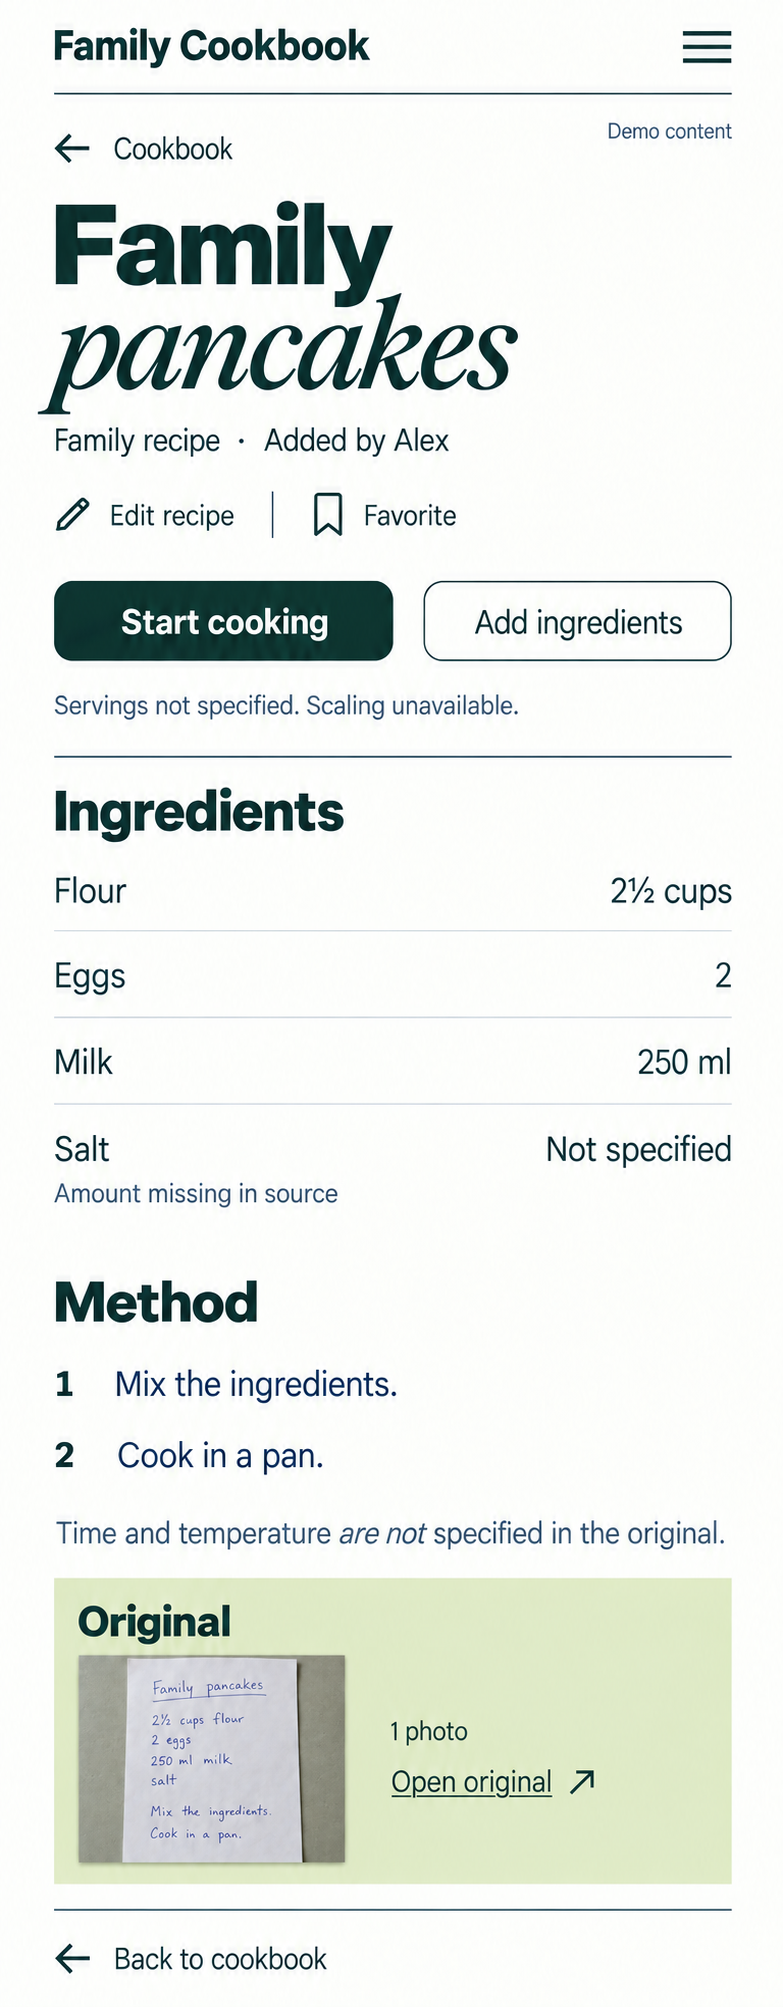 Family Cookbook
Demo content
Cookbook
Family
pancakes
Family recipe · Added by Alex
Edit recipe
Favorite
Start cooking
Add ingredients
Servings not specified. Scaling unavailable.
Ingredients
Flour 2½ cups
Eggs 2
Milk 250 ml
Salt Not specified
Amount missing in source
Method
1 Mix the ingredients.
2 Cook in a pan.
Time and temperature are not specified in the original.
Original
Family pancakes
2½ cups flour
2 eggs
250 ml milk
salt
Mix the ingredients.
Cook in a pan.
1 photo
Open original
Back to cookbook